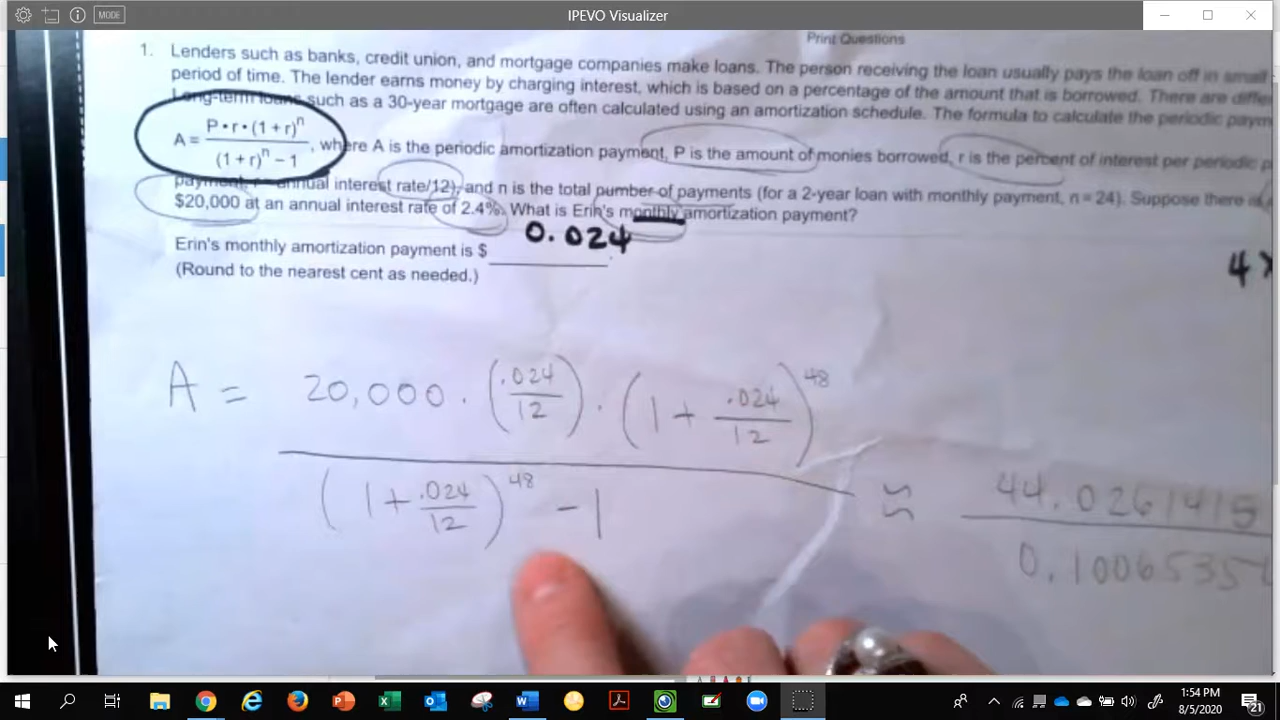 IPEVO Visualizer
MODE
Print Questions
1. Lenders such as banks, credit union, and mortgage companies make loans. The person receiving the loan usually pays the loan off in small
period of time. The lender earns money by charging interest, which is based on a percentage of the amount that is borrowed. There are
Long-term loans such as a 30-year mortgage are often calculated using an amortization schedule. The formula to calculate the periodic
A = P•r•(1+r)^n / (1+r)^n − 1, where A is the periodic amortization payment, P is the amount of monies borrowed, r is the percent of interest per periodic
payment, annual interest rate/12), and n is the total number of payments (for a 2-year loan with monthly payment, n = 24). Suppose there is
$20,000 at an annual interest rate of 2.4%. What is Erin's monthly amortization payment?
0.024
Erin's monthly amortization payment is $
(Round to the nearest cent as needed.)
4 x
A = 20,000 · (.024/12) · (1 + .024/12)^48
(1 + .024/12)^48 − 1
≈ 44.0261415
0.1006535
1:54 PM
8/5/2020
21